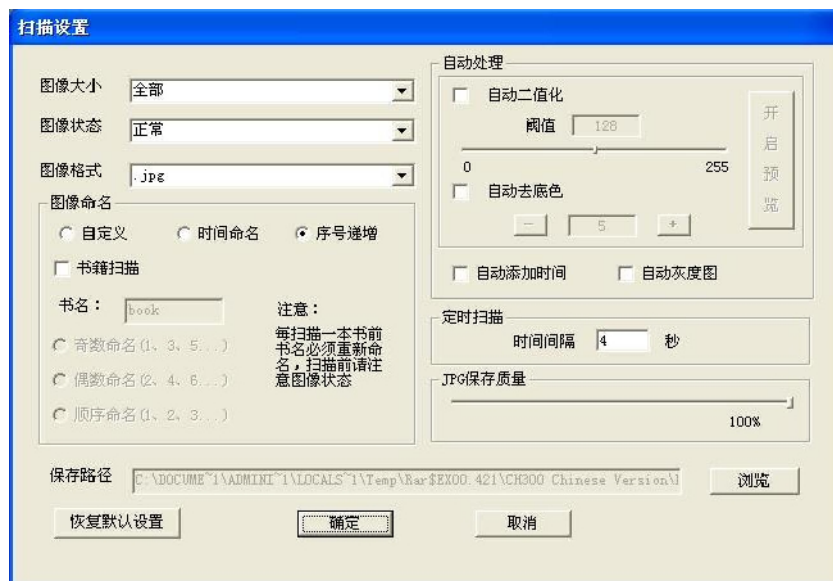 扫描设置
图像大小 全部
图像状态 正常
图像格式 .jpg
图像命名
自定义 时间命名 序号递增
书籍扫描
书名： book
奇数命名(1、3、5...)
偶数命名(2、4、6...)
顺序命名(1、2、3...)
注意：
每扫描一本书前
书名必须重新命
名，扫描前请注
意图像状态
自动处理
自动二值化
阈值 128
0 255
自动去底色
- 5 +
开
启
预
览
自动添加时间 自动灰度图
定时扫描
时间间隔 4 秒
JPG保存质量
100%
保存路径 C:\DOCUME~1\ADMINI~1\LOCALS~1\Temp\Rar$EX00.421\CH300 Chinese Version\I 浏览
恢复默认设置 确定 取消